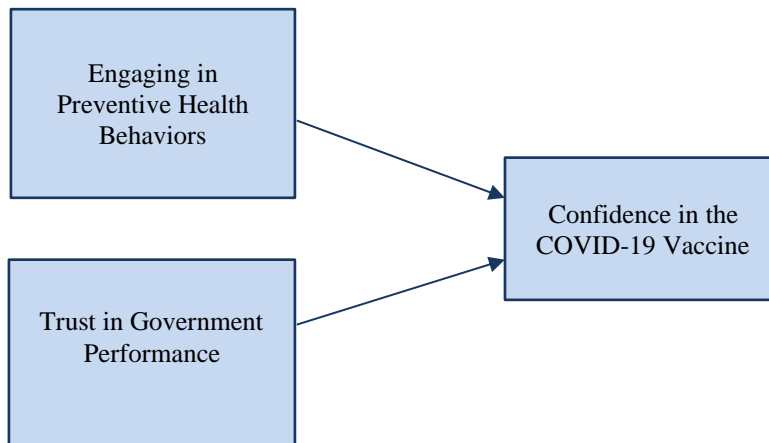 Engaging in
Preventive Health
Behaviors
Confidence in the
COVID-19 Vaccine
Trust in Government
Performance